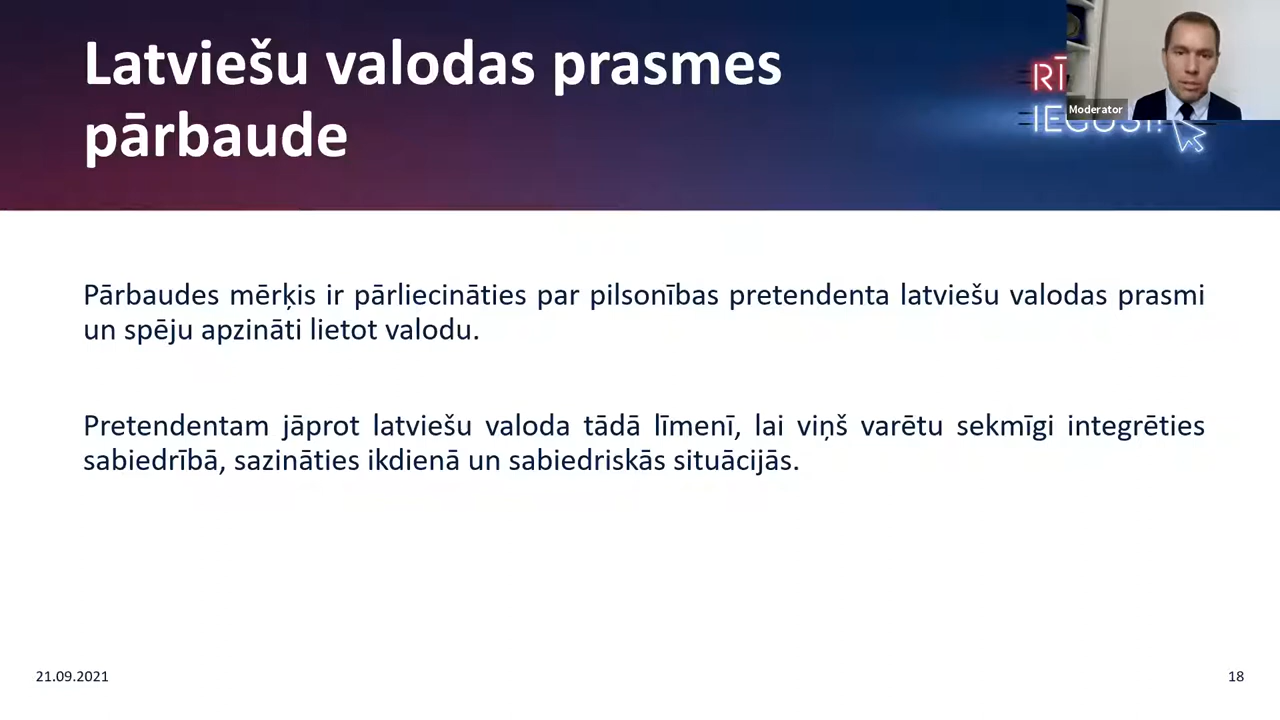 Latviešu valodas prasmes
pārbaude
Moderator
Pārbaudes mērķis ir pārliecināties par pilsonības pretendenta latviešu valodas prasmi
un spēju apzināti lietot valodu.
Pretendentam jāprot latviešu valoda tādā līmenī, lai viņš varētu sekmīgi integrēties
sabiedrībā, sazināties ikdienā un sabiedriskās situācijās.
21.09.2021
18